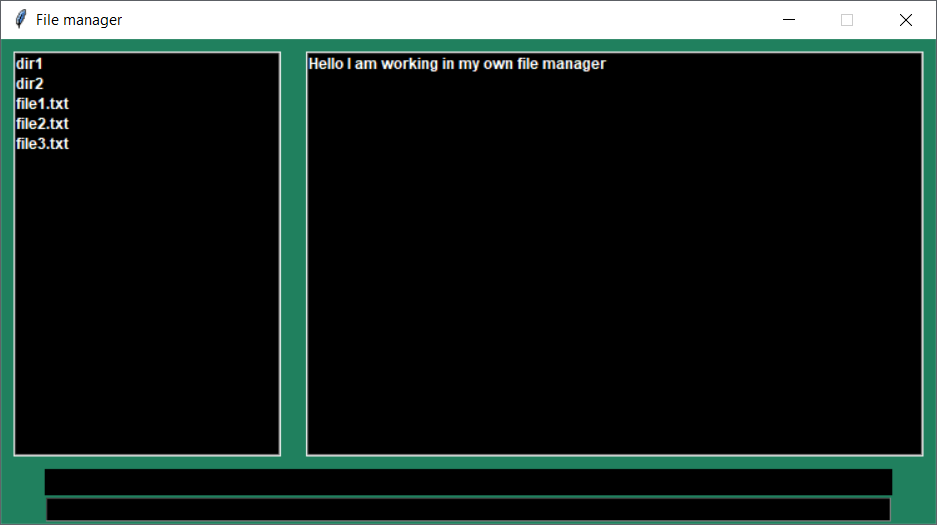 File manager
dir1
dir2
file1.txt
file2.txt
file3.txt
Hello I am working in my own file manager